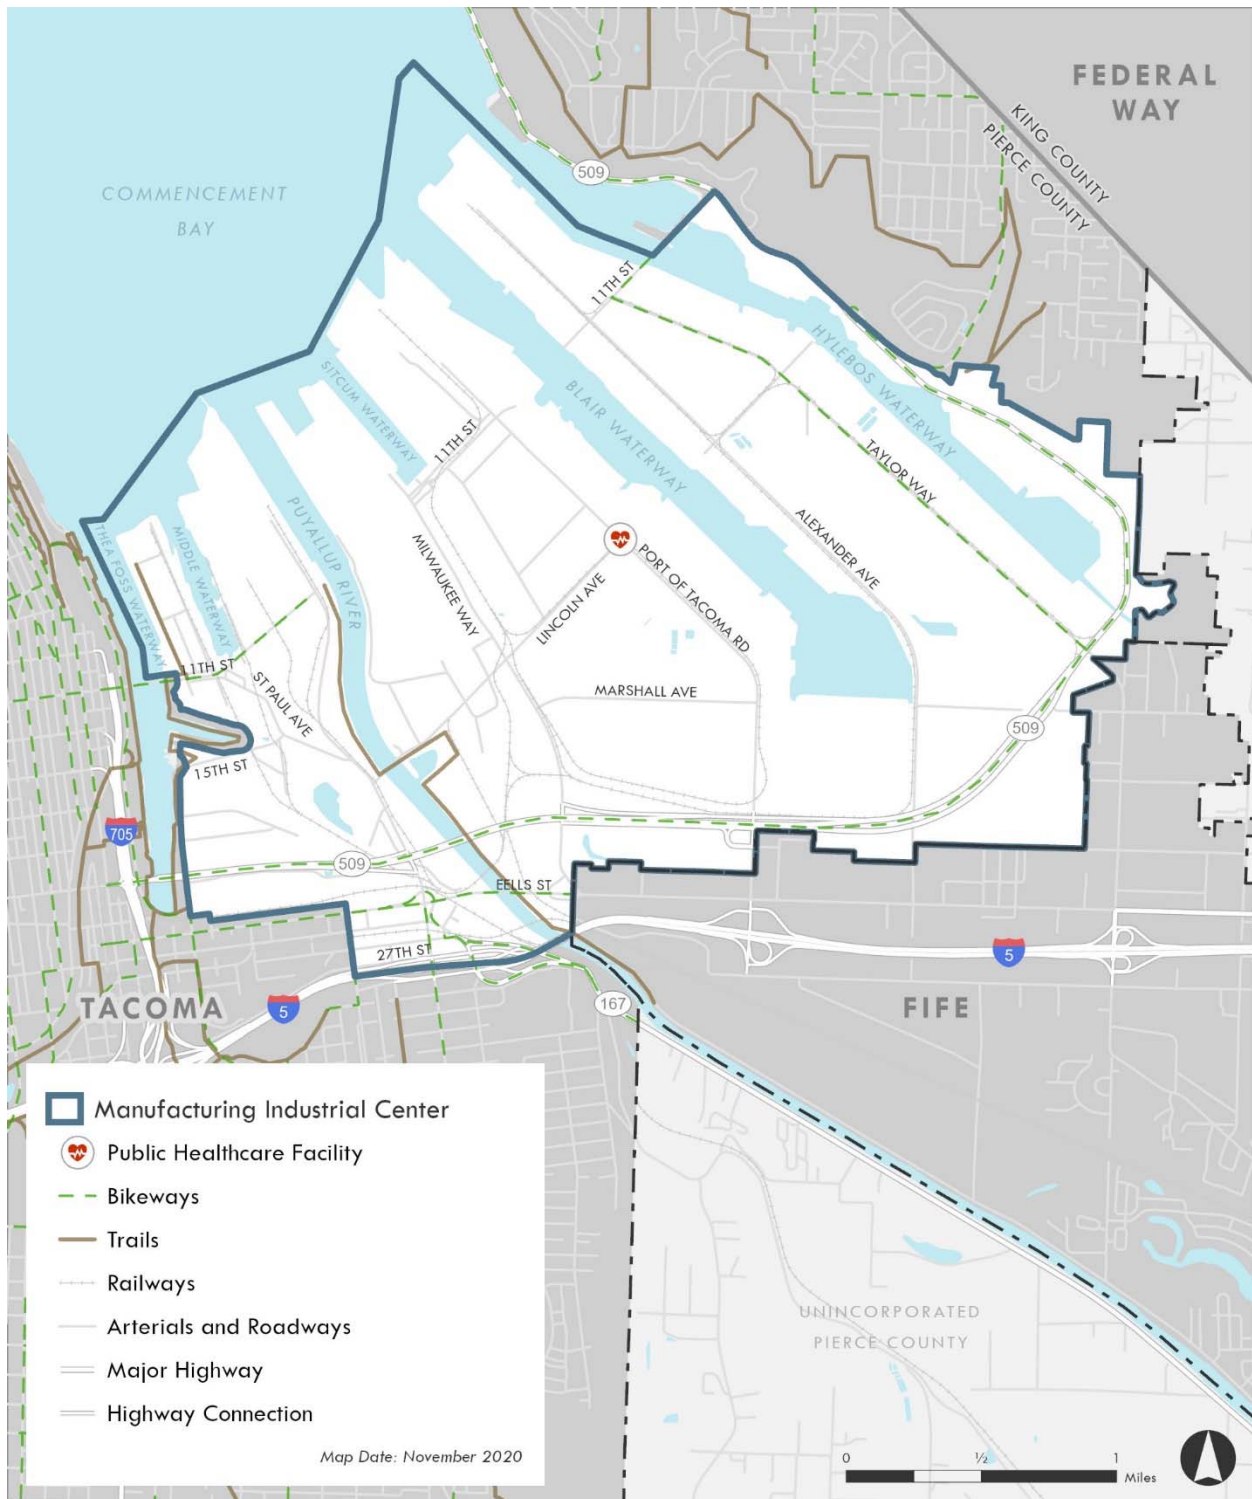 FEDERAL
WAY
KING COUNTY
PIERCE COUNTY
COMMENCEMENT
BAY
509
11TH ST
HYLEBOS WATERWAY
SITCUM WATERWAY
BLAIR WATERWAY
11TH ST
TAYLOR WAY
PUYALLUP RIVER
THEA FOSS WATERWAY
MIDDLE WATERWAY
MILWAUKEE WAY
ALEXANDER AVE
PORT OF TACOMA RD
LINCOLN AVE
11TH ST
ST PAUL AVE
MARSHALL AVE
509
15TH ST
705
509
EELLS ST
27TH ST
5
TACOMA
5
167
FIFE
Manufacturing Industrial Center
Public Healthcare Facility
Bikeways
Trails
Railways
Arterials and Roadways
Major Highway
Highway Connection
Map Date: November 2020
UNINCORPORATED
PIERCE COUNTY
0 ½ 1
Miles